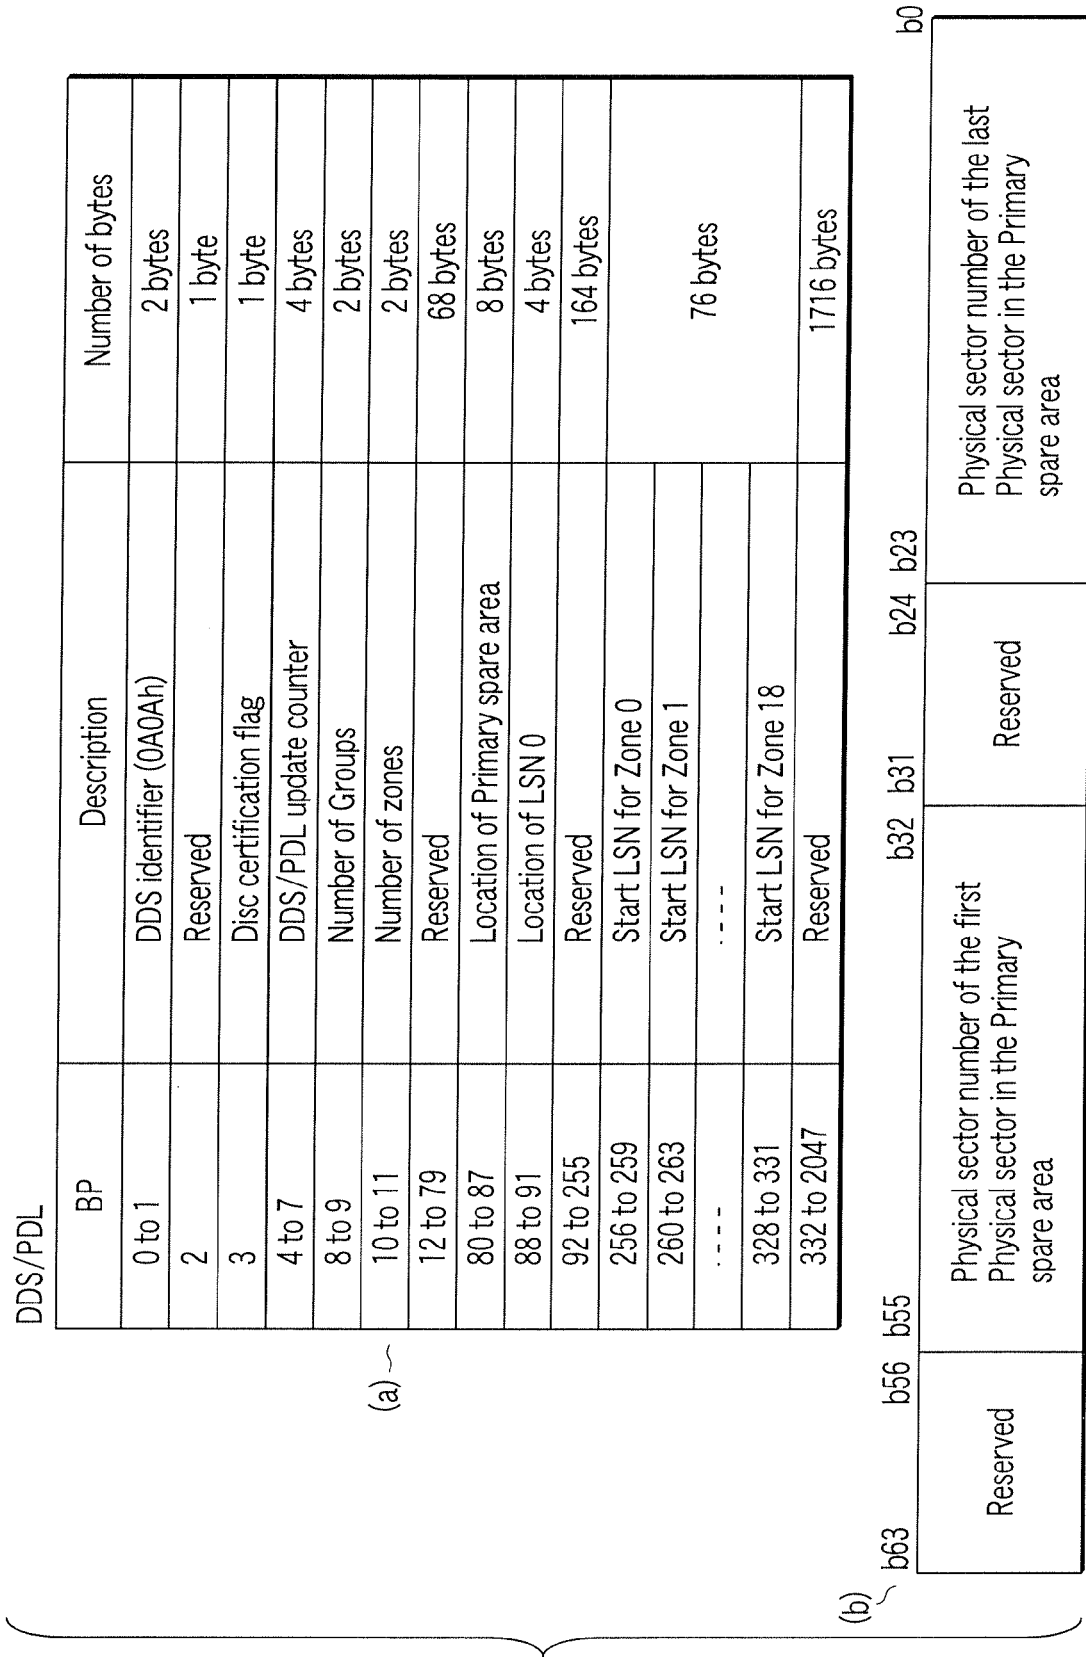 DDS/PDL
BP Description Number of bytes
0 to 1 DDS identifier (0A0Ah) 2 bytes
2 Reserved 1 byte
3 Disc certification flag 1 byte
4 to 7 DDS/PDL update counter 4 bytes
8 to 9 Number of Groups 2 bytes
10 to 11 Number of zones 2 bytes
12 to 79 Reserved 68 bytes
80 to 87 Location of Primary spare area 8 bytes
88 to 91 Location of LSN 0 4 bytes
92 to 255 Reserved 164 bytes
256 to 259 Start LSN for Zone 0
260 to 263 Start LSN for Zone 1
---- ---- 76 bytes
328 to 331 Start LSN for Zone 18
332 to 2047 Reserved 1716 bytes
(a)
(b)
b63 b56 b55 b32 b31 b24 b23 b0
Reserved
Physical sector number of the first
Physical sector in the Primary
spare area
Reserved
Physical sector number of the last
Physical sector in the Primary
spare area